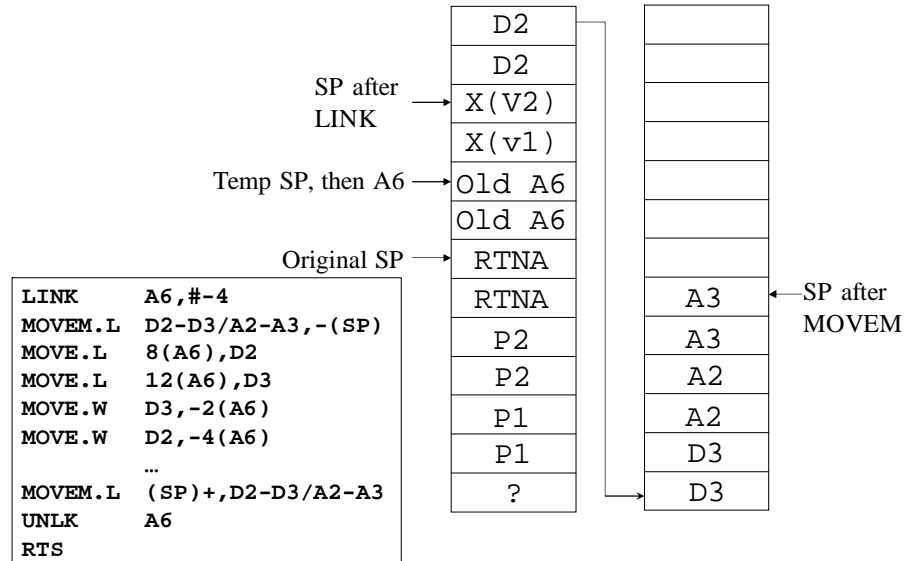 D2
D2
SP after
LINK
X(V2)
X(v1)
Temp SP, then A6
Old A6
Old A6
Original SP
RTNA
RTNA
P2
P2
P1
P1
?
A3
A3
A2
A2
D3
D3
SP after
MOVEM
LINK A6,#-4
MOVEM.L D2-D3/A2-A3,-(SP)
MOVE.L 8(A6),D2
MOVE.L 12(A6),D3
MOVE.W D3,-2(A6)
MOVE.W D2,-4(A6)
…
MOVEM.L (SP)+,D2-D3/A2-A3
UNLK A6
RTS